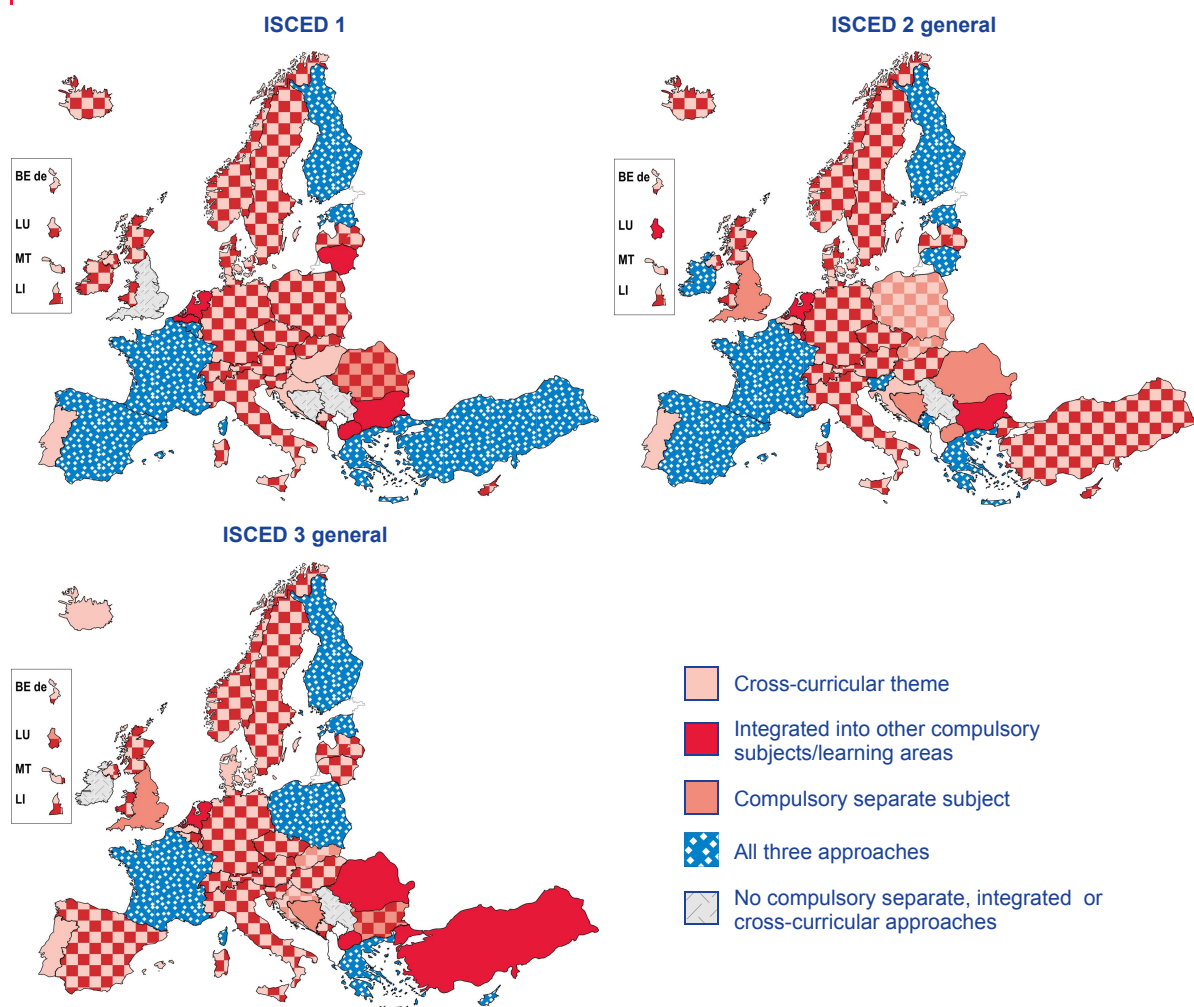 ISCED 1
ISCED 2 general
BE de
LU
MT
LI
BE de
LU
MT
LI
ISCED 3 general
BE de
LU
MT
LI
Cross-curricular theme
Integrated into other compulsory
subjects/learning areas
Compulsory separate subject
All three approaches
No compulsory separate, integrated or
cross-curricular approaches